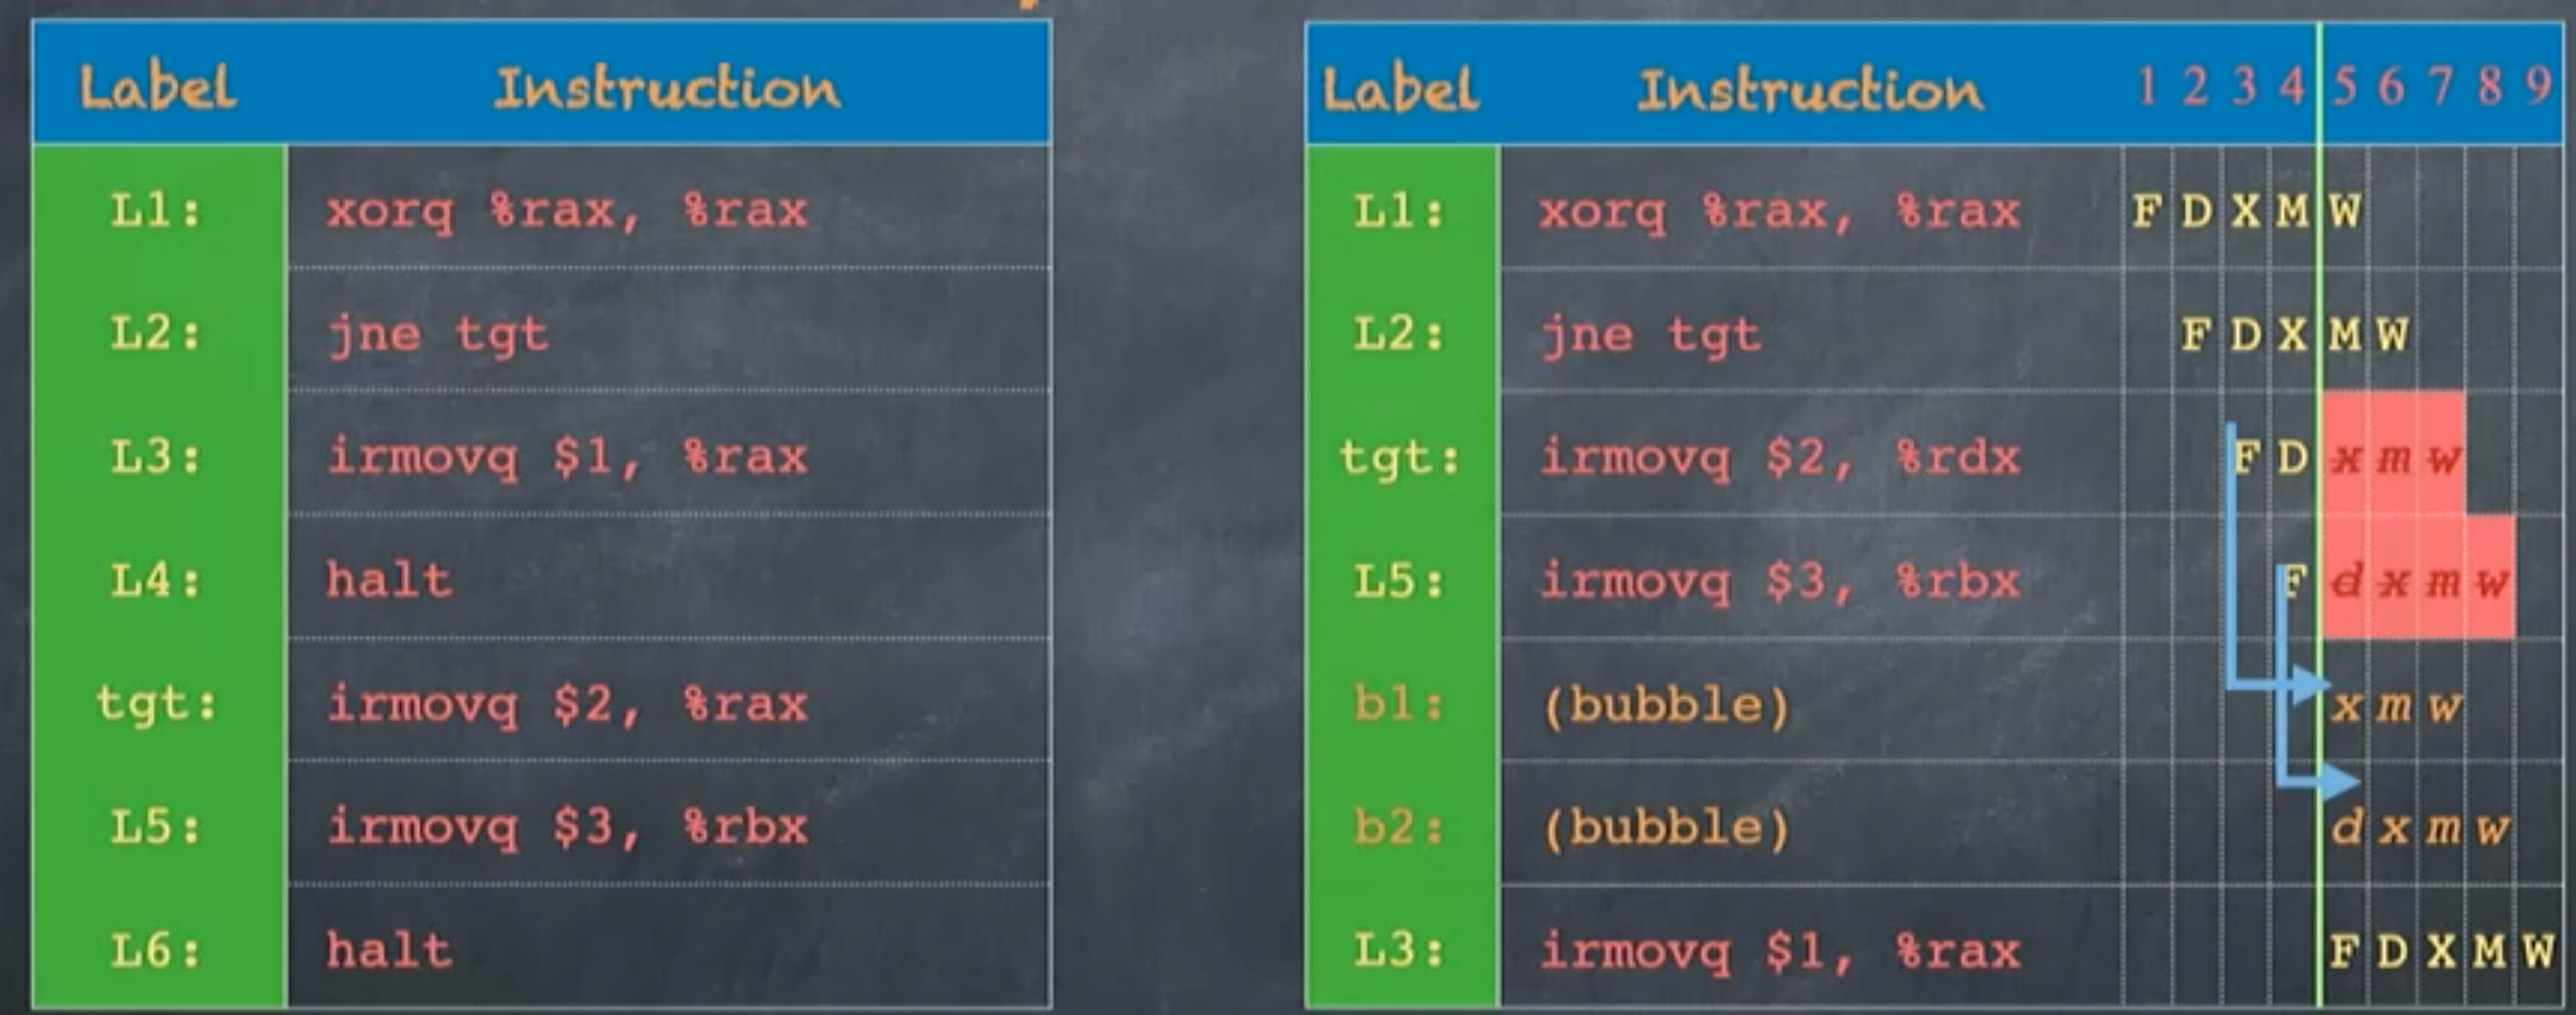 Label Instruction
L1: xorq %rax, %rax
L2: jne tgt
L3: irmovq $1, %rax
L4: halt
tgt: irmovq $2, %rax
L5: irmovq $3, %rbx
L6: halt
Label Instruction 1 2 3 4 5 6 7 8 9
L1: xorq %rax, %rax F D X M W
L2: jne tgt F D X M W
tgt: irmovq $2, %rdx F D x m w
L5: irmovq $3, %rbx F d x m w
b1: (bubble) x m w
b2: (bubble) d x m w
L3: irmovq $1, %rax F D X M W